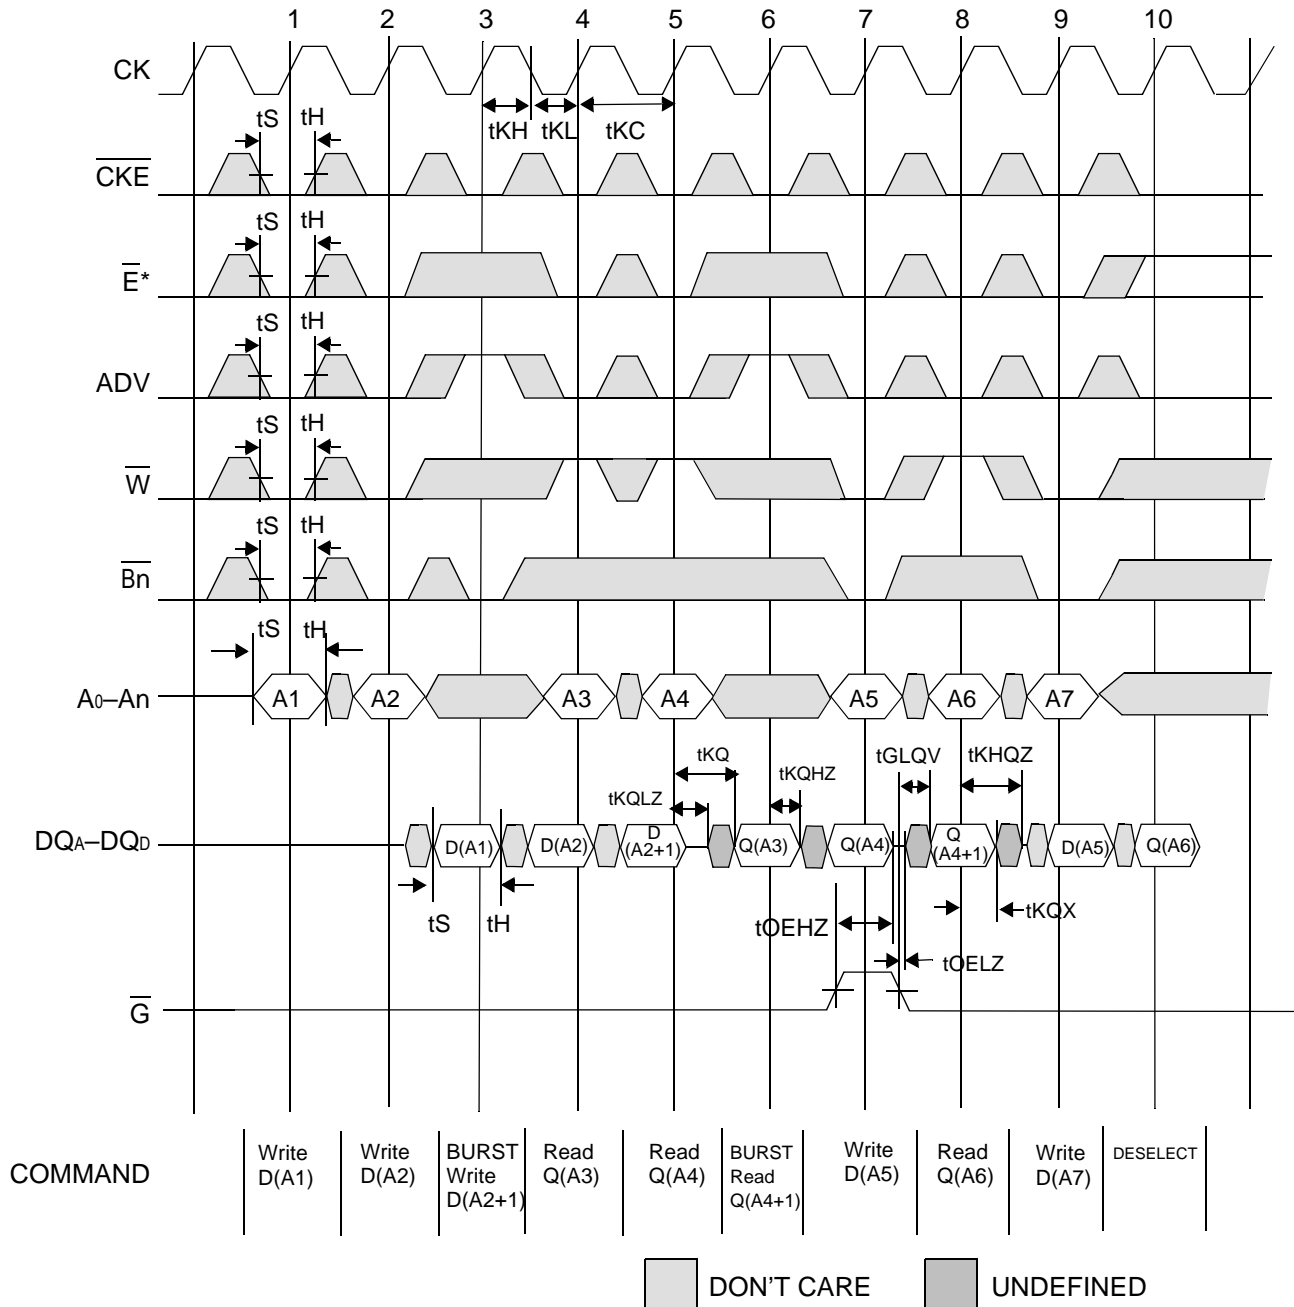 1 2 3 4 5 6 7 8 9 10
CK
tKH tKL tKC
tS tH
CKE
tS tH
E*
tS tH
ADV
tS tH
W
tS tH
Bn
tS tH
A0–An A1 A2 A3 A4 A5 A6 A7
tKQ tGLQV tKHQZ
tKQHZ
tKQLZ
DQA–DQD D(A1) D(A2) D (A2+1) Q(A3) Q(A4) Q (A4+1) D(A5) Q(A6)
tS tH tOEHZ tKQX
tOELZ
G
COMMAND
Write D(A1)
Write D(A2)
BURST Write D(A2+1)
Read Q(A3)
Read Q(A4)
BURST Read Q(A4+1)
Write D(A5)
Read Q(A6)
Write D(A7)
DESELECT
DON'T CARE UNDEFINED